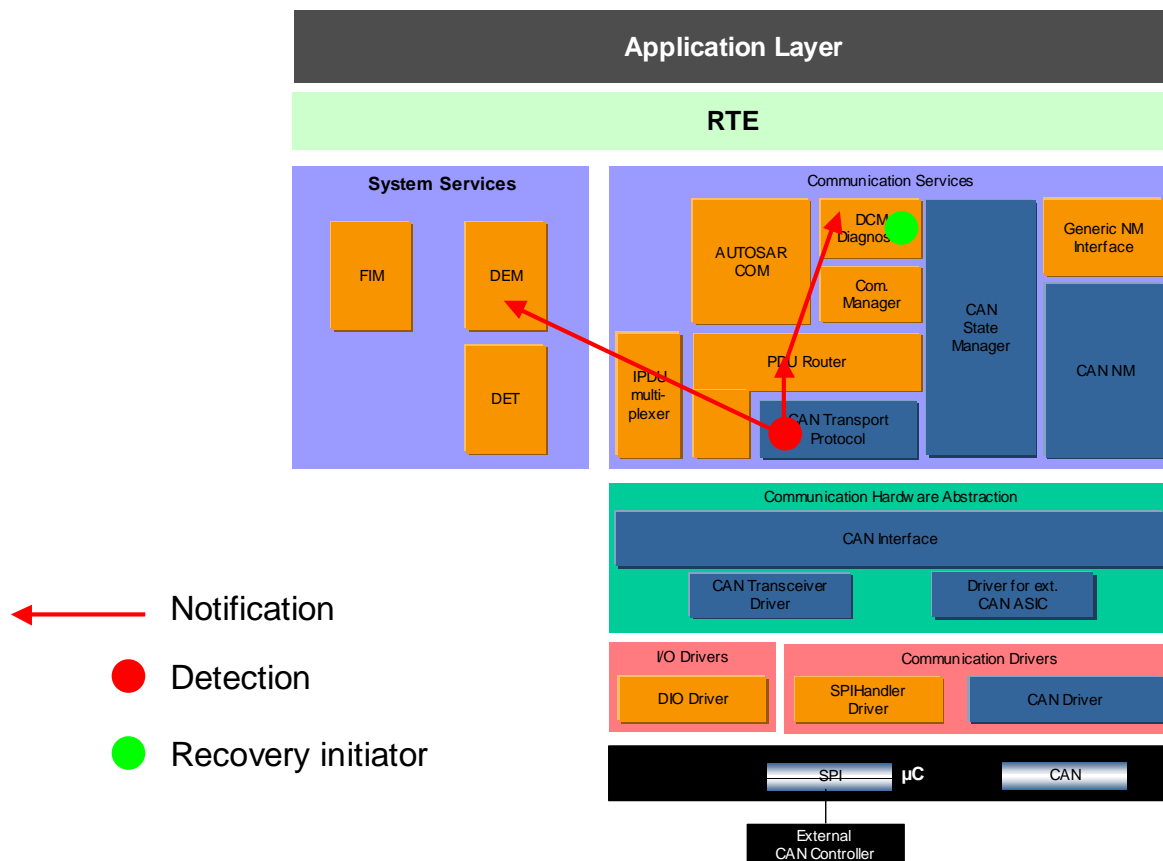 Application Layer
RTE
System Services
Communication Services
FIM
DEM
DET
AUTOSAR
COM
DCM
Com.
Manager
CAN
State
Manager
Generic NM
Interface
CAN NM
IPDU
multi-
plexer
PDU Router
CAN Transport
Protocol
Communication Hardware Abstraction
CAN Interface
CAN Transceiver
Driver
Driver for ext.
CAN ASIC
I/O Drivers
DIO Driver
Communication Drivers
SPIHandler
Driver
CAN Driver
SPI
µC
CAN
External
CAN Controller
Notification
Detection
Recovery initiator